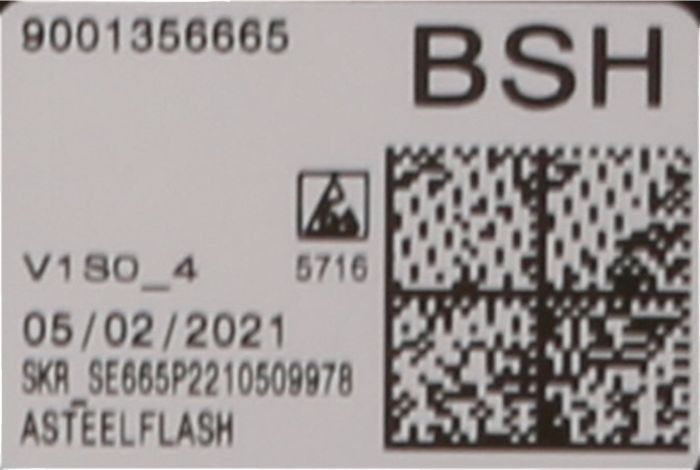 9001356665
BSH
V1S0_4
5716
05/02/2021
SKR_SE665P2210509978
ASTEELFLASH